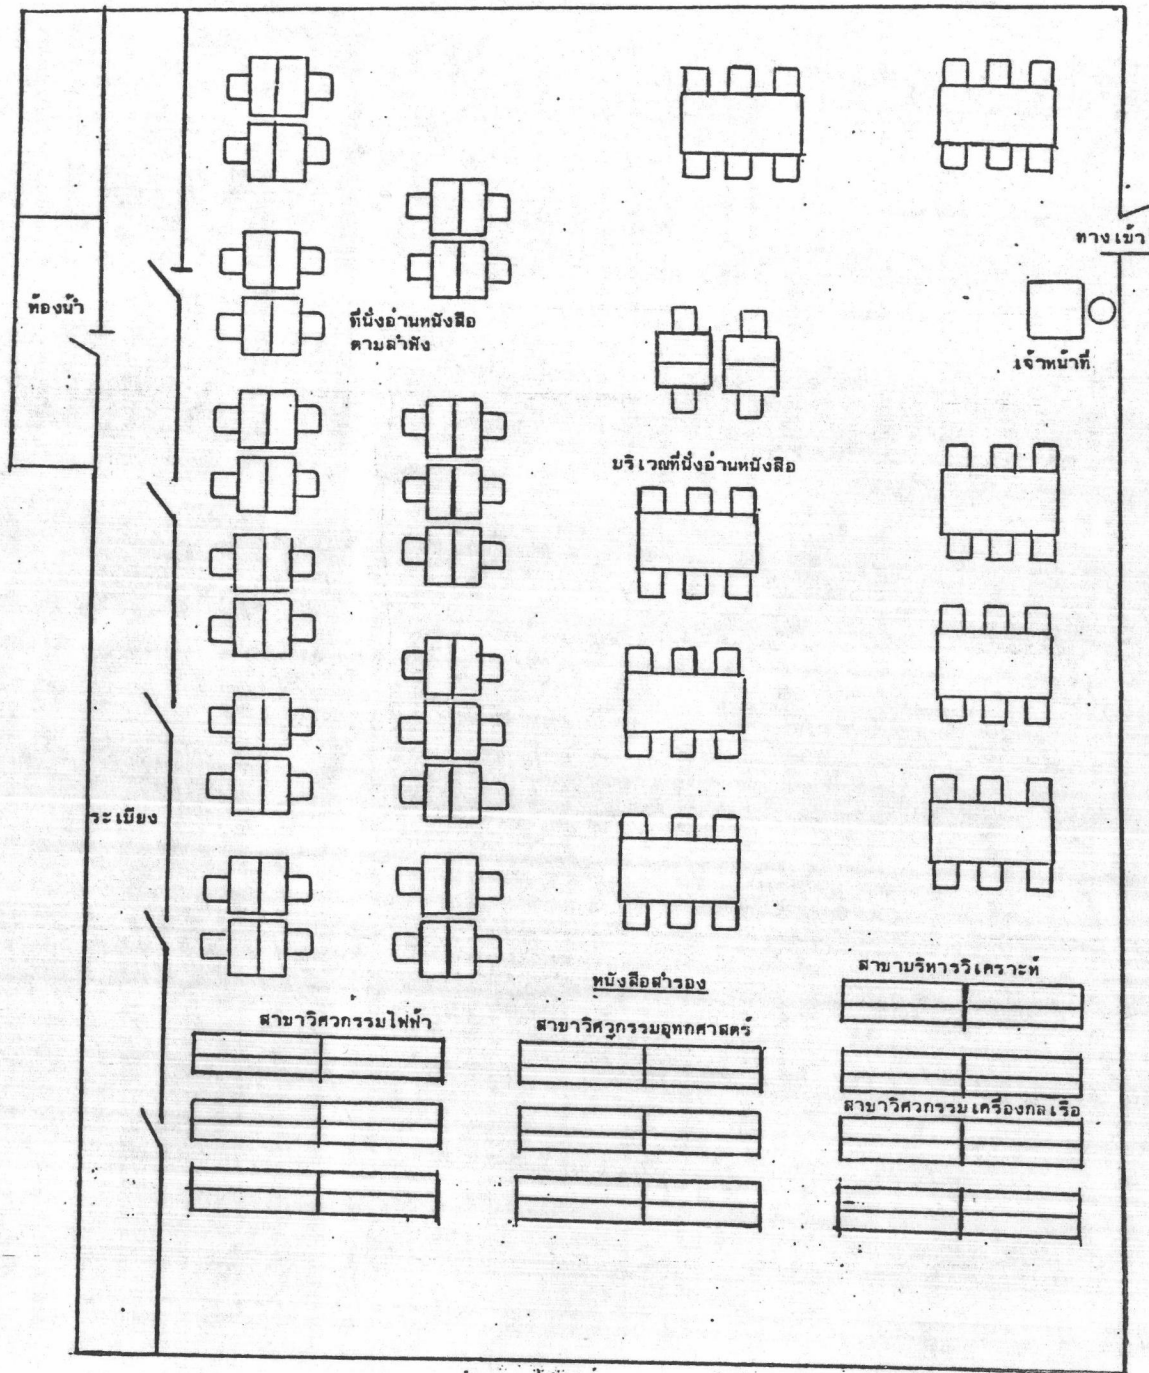 ทางเข้า
ห้องน้ำ
ที่นั่งอ่านหนังสือ
ตามลำพัง
เจ้าหน้าที่
บริเวณที่นั่งอ่านหนังสือ
ระเบียง
หนังสือสำรอง
สาขาบริหารวิเคราะห์
สาขาวิศวกรรมไฟฟ้า
สาขาวิศวกรรมอุทกศาสตร์
สาขาวิศวกรรมเครื่องกลเรือ